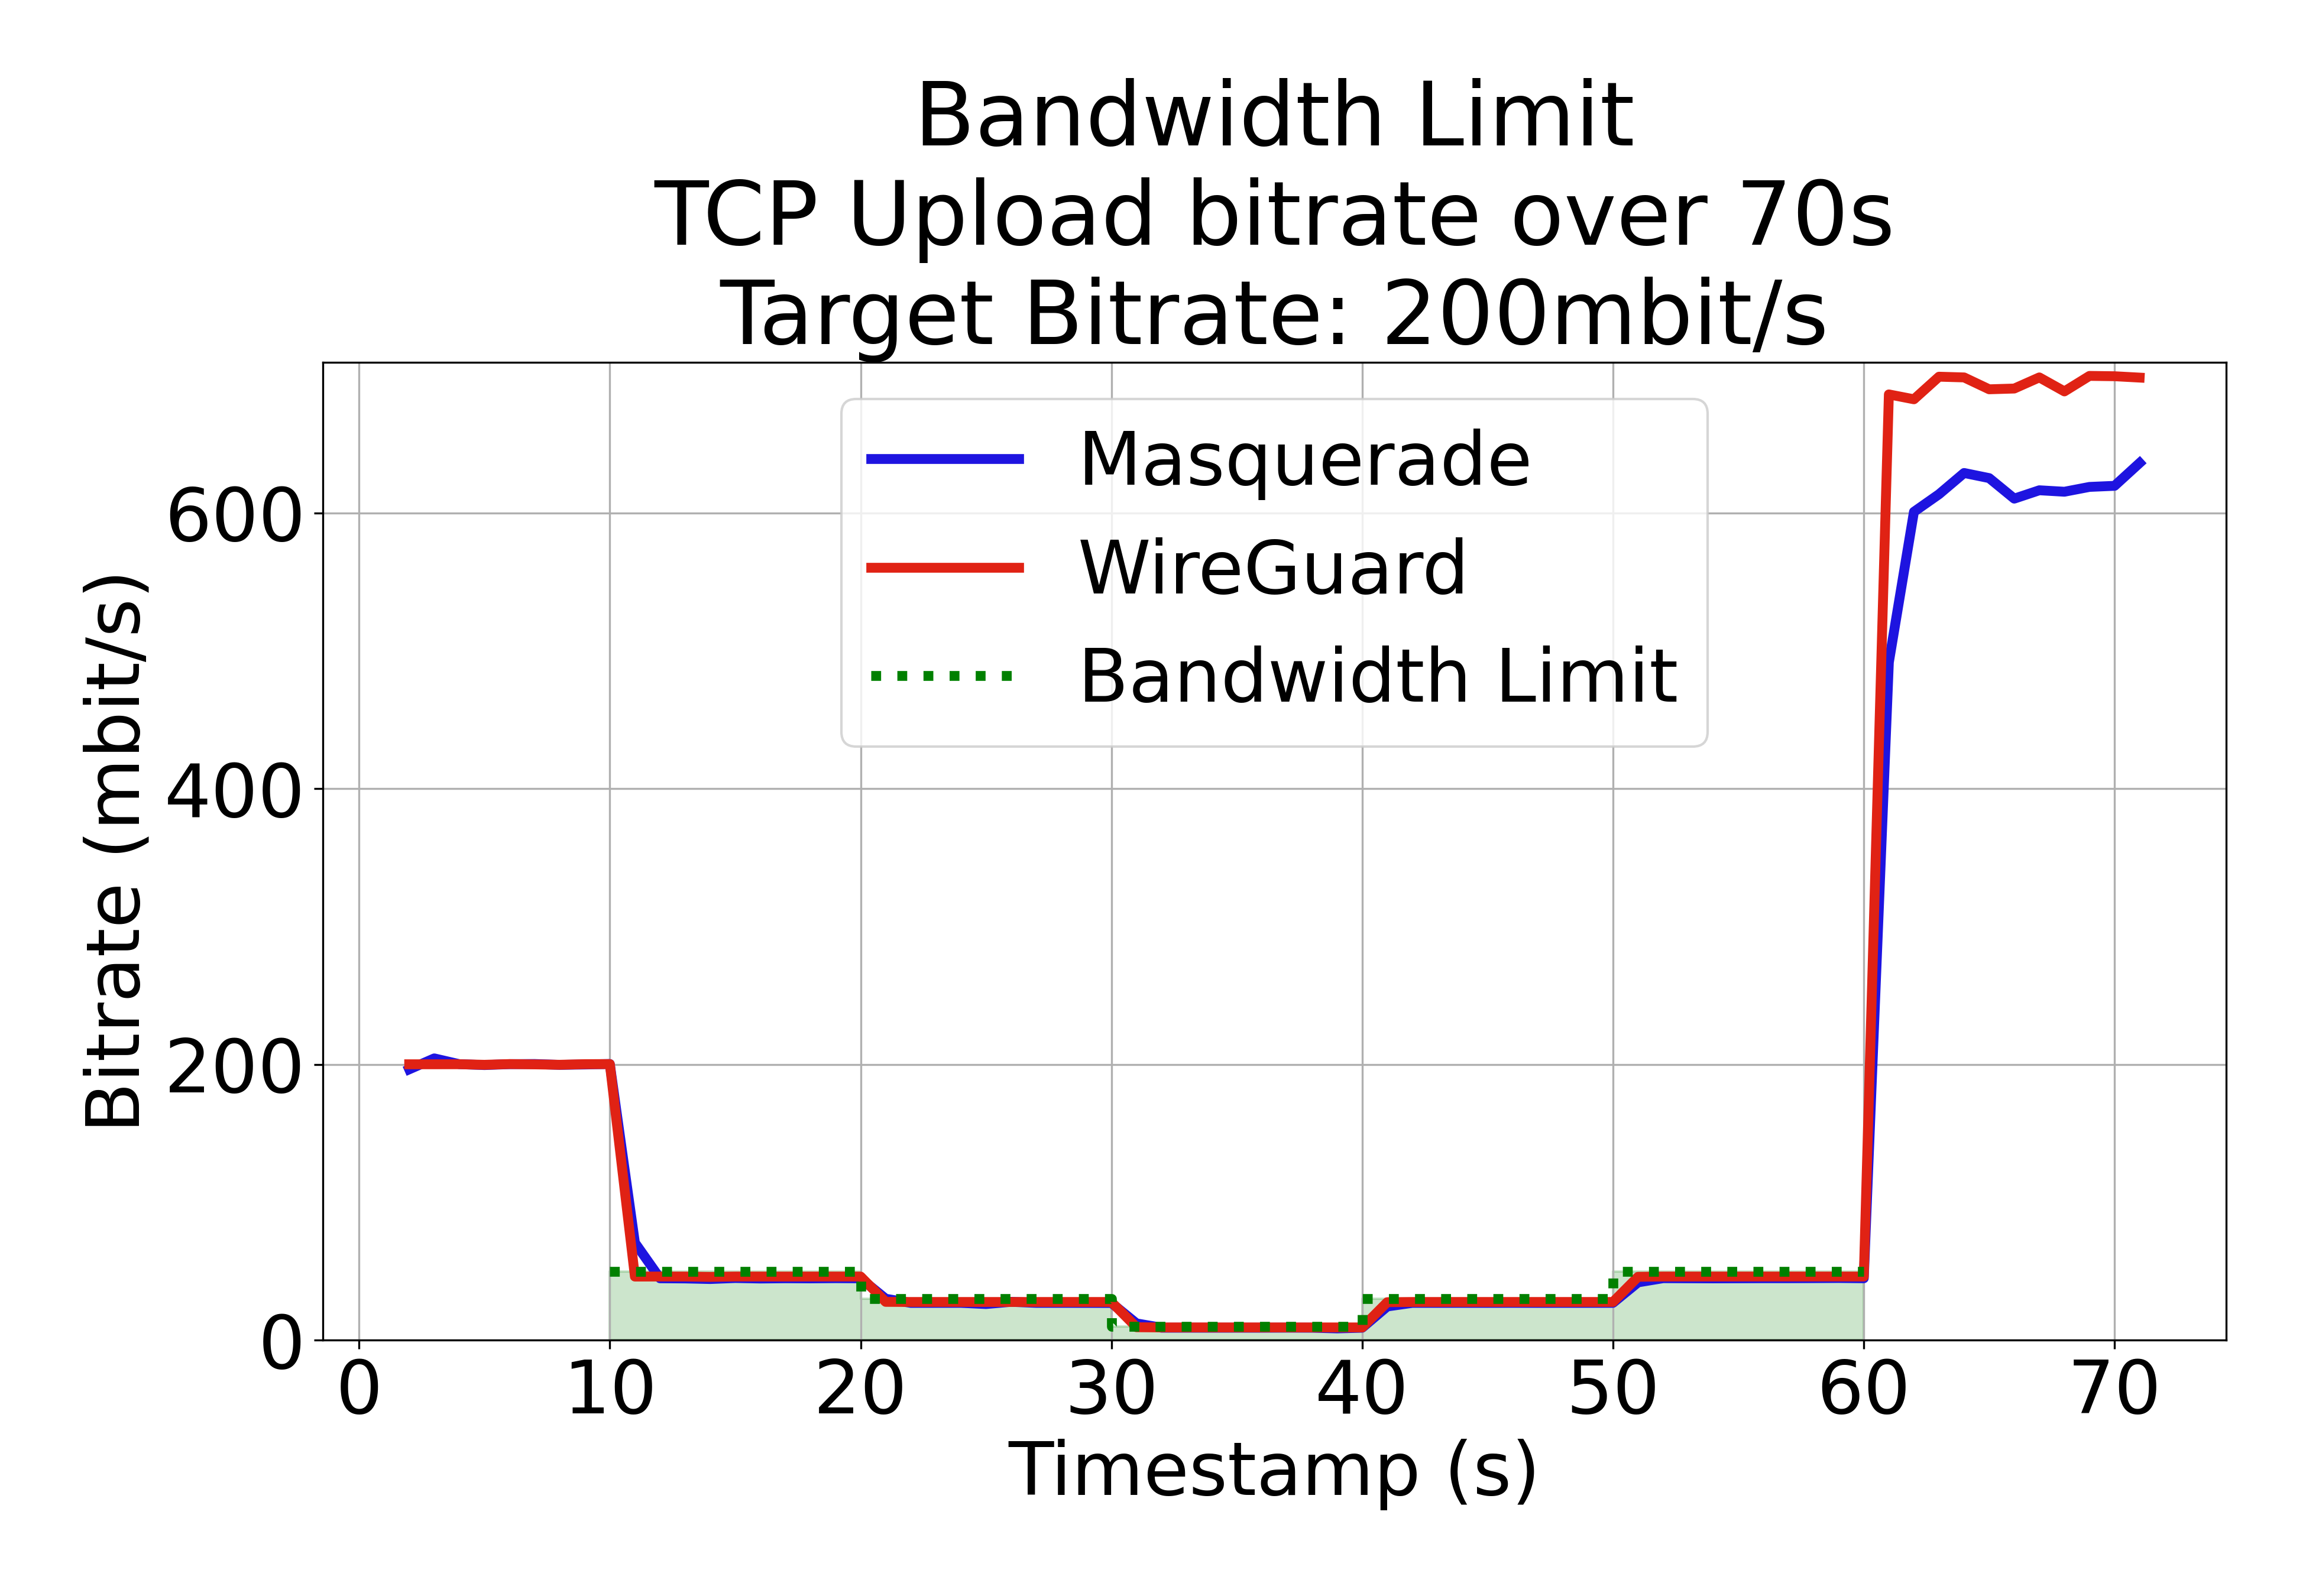 Bandwidth Limit
TCP Upload bitrate over 70s
Target Bitrate: 200mbit/s
Masquerade
WireGuard
Bandwidth Limit
Bitrate (mbit/s)
600
400
200
0
0 10 20 30 40 50 60 70
Timestamp (s)